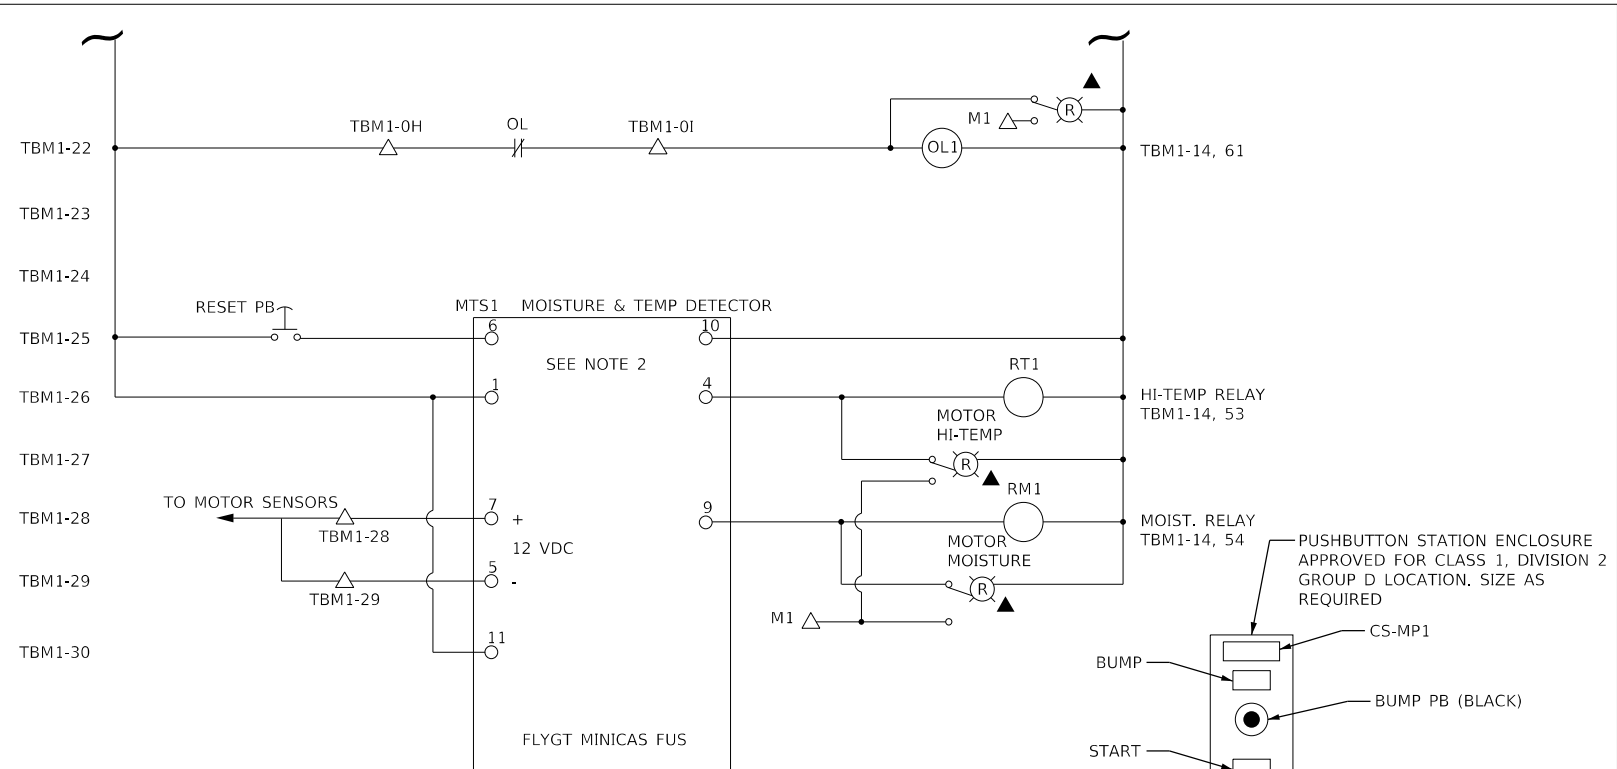 R
M1
TBM1-0H
OL
TBM1-0I
TBM1-22
OL1
TBM1-14, 61
TBM1-23
TBM1-24
RESET PB
MTS1 MOISTURE & TEMP DETECTOR
TBM1-25
6
10
SEE NOTE 2
RT1
TBM1-26
1
4
HI-TEMP RELAY
TBM1-14, 53
MOTOR
HI-TEMP
TBM1-27
R
TO MOTOR SENSORS
RM1
TBM1-28
TBM1-28
7
+
9
MOIST. RELAY
TBM1-14, 54
12 VDC
MOTOR
MOISTURE
TBM1-29
TBM1-29
5
-
R
M1
TBM1-30
11
FLYGT MINICAS FUS
PUSHBUTTON STATION ENCLOSURE
APPROVED FOR CLASS 1, DIVISION 2
GROUP D LOCATION. SIZE AS
REQUIRED
CS-MP1
BUMP
BUMP PB (BLACK)
START